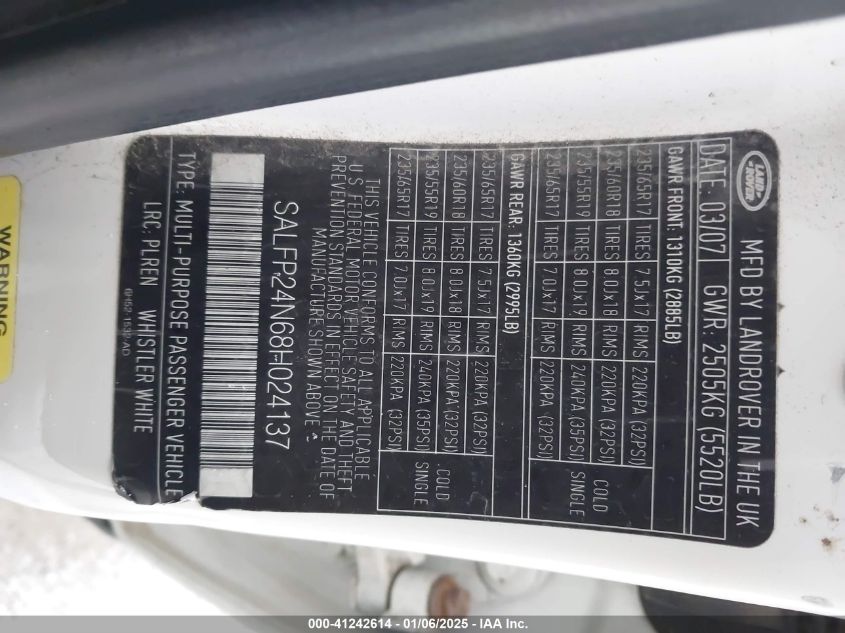 LAND-
ROVER
MFD BY LANDROVER IN THE UK
DATE: 03/07 GWR: 2505KG (5520LB)
GAWR FRONT: 1310KG (2885LB)
235/65R17 TIRES 7.5Jx17 RIMS 220KPA (32PSI)
235/60R18 TIRES 8.0Jx18 RIMS 220KPA (32PSI) COLD
235/55R19 TIRES 8.0Jx19 RIMS 240KPA (35PSI) SINGLE
235/65R17 TIRES 7.0Jx17 RIMS 220KPA (32PSI)
GAWR REAR: 1360KG (2995LB)
235/65R17 TIRES 7.5Jx17 RIMS 220KPA (32PSI)
235/60R18 TIRES 8.0Jx18 RIMS 220KPA (32PSI) COLD
235/55R19 TIRES 8.0Jx19 RIMS 240KPA (35PSI) SINGLE
235/65R17 TIRES 7.0Jx17 RIMS 220KPA (32PSI)
THIS VEHICLE CONFORMS TO ALL APPLICABLE
U.S. FEDERAL MOTOR VEHICLE SAFETY AND THEFT
PREVENTION STANDARDS IN EFFECT ON THE DATE OF
MANUFACTURE SHOWN ABOVE
SALFP24N68H024137
TYPE: MULTI-PURPOSE PASSENGER VEHICLE
LRC: PLREN WHISTLER WHITE
WARNING
000-41242614 - 01/06/2025 - IAA Inc.